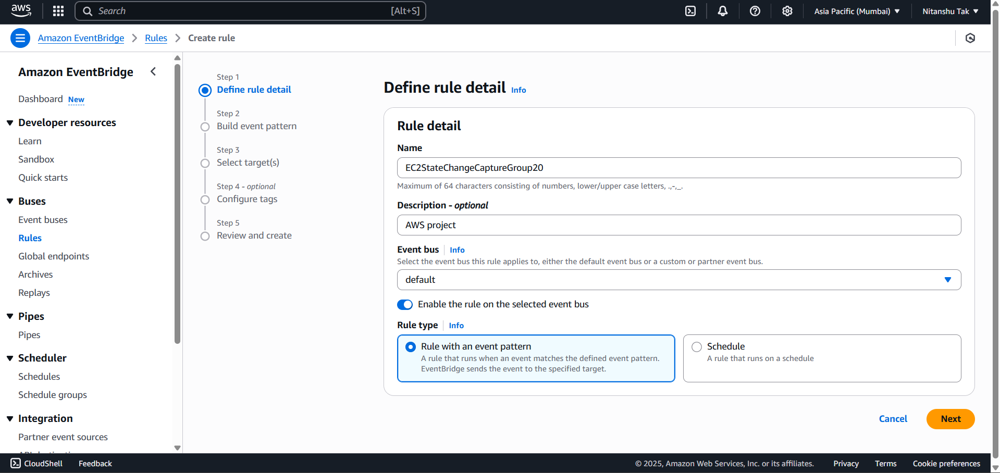 aws
Search [Alt+S]
Asia Pacific (Mumbai)
Nitanshu Tak
Amazon EventBridge
Rules
Create rule
Amazon EventBridge
Dashboard New
Developer resources
Learn
Sandbox
Quick starts
Buses
Event buses
Rules
Global endpoints
Archives
Replays
Pipes
Pipes
Scheduler
Schedules
Schedule groups
Integration
Partner event sources
Step 1
Define rule detail
Step 2
Build event pattern
Step 3
Select target(s)
Step 4 - optional
Configure tags
Step 5
Review and create
Define rule detail Info
Rule detail
Name
EC2StateChangeCaptureGroup20
Maximum of 64 characters consisting of numbers, lower/upper case letters, .,-,_.
Description - optional
AWS project
Event bus Info
Select the event bus this rule applies to, either the default event bus or a custom or partner event bus.
default
Enable the rule on the selected event bus
Rule type Info
Rule with an event pattern
A rule that runs when an event matches the defined event pattern.
EventBridge sends the event to the specified target.
Schedule
A rule that runs on a schedule
Cancel
Next
CloudShell
Feedback
© 2025, Amazon Web Services, Inc. or its affiliates.
Privacy
Terms
Cookie preferences